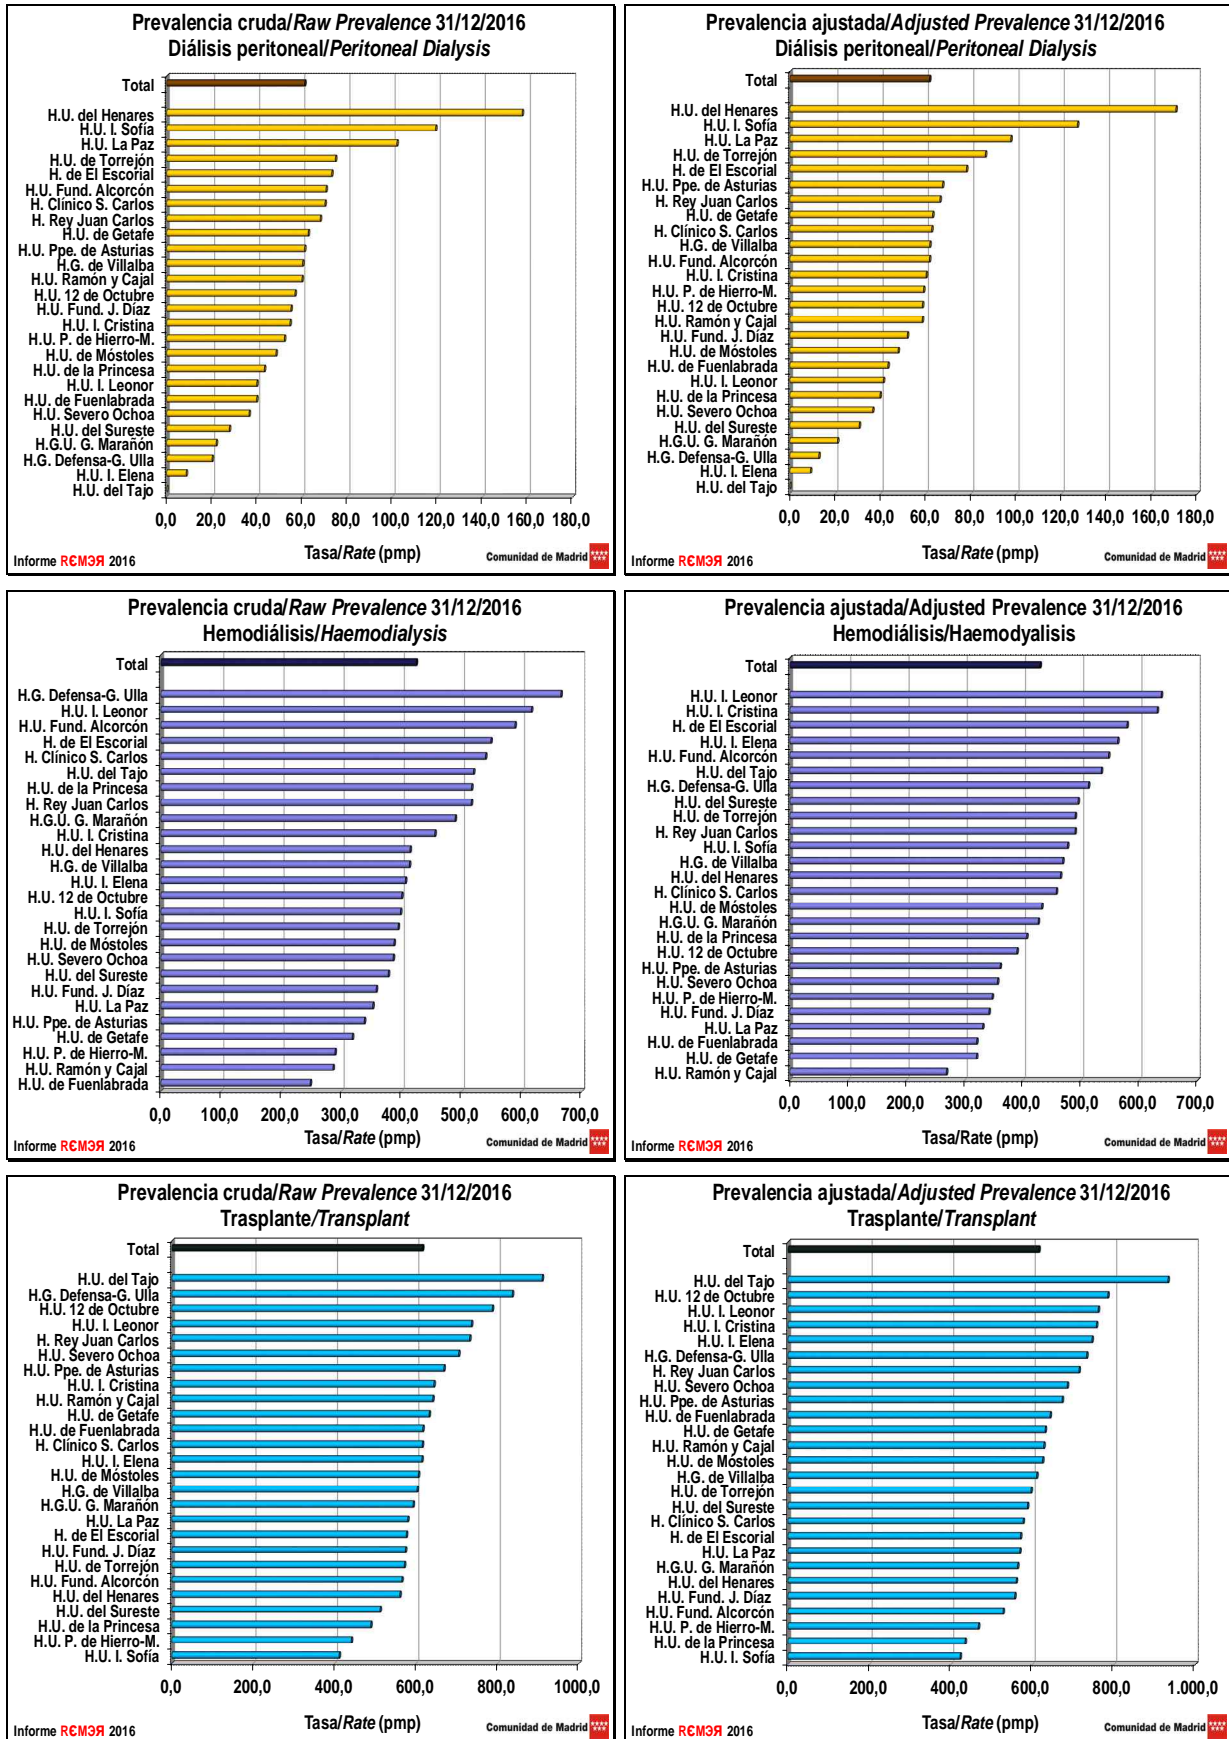 Prevalencia cruda/Raw Prevalence 31/12/2016
Diálisis peritoneal/Peritoneal Dialysis
Total
H.U. del Henares
H.U. I. Sofía
H.U. La Paz
H.U. de Torrejón
H. de El Escorial
H.U. Fund. Alcorcón
H. Clínico S. Carlos
H. Rey Juan Carlos
H.U. de Getafe
H.U. Ppe. de Asturias
H.G. de Villalba
H.U. Ramón y Cajal
H.U. 12 de Octubre
H.U. Fund. J. Díaz
H.U. I. Cristina
H.U. P. de Hierro-M.
H.U. de Móstoles
H.U. de la Princesa
H.U. I. Leonor
H.U. de Fuenlabrada
H.U. Severo Ochoa
H.U. del Sureste
H.G.U. G. Marañón
H.G. Defensa-G. Ulla
H.U. I. Elena
H.U. del Tajo
0,0 20,0 40,0 60,0 80,0 100,0 120,0 140,0 160,0 180,0
Tasa/Rate (pmp)
Informe RЄMƎЯ 2016
Comunidad de Madrid
Prevalencia ajustada/Adjusted Prevalence 31/12/2016
Diálisis peritoneal/Peritoneal Dialysis
Total
H.U. del Henares
H.U. I. Sofía
H.U. La Paz
H.U. de Torrejón
H. de El Escorial
H.U. Ppe. de Asturias
H. Rey Juan Carlos
H.U. de Getafe
H. Clínico S. Carlos
H.G. de Villalba
H.U. Fund. Alcorcón
H.U. I. Cristina
H.U. P. de Hierro-M.
H.U. 12 de Octubre
H.U. Ramón y Cajal
H.U. Fund. J. Díaz
H.U. de Móstoles
H.U. de Fuenlabrada
H.U. I. Leonor
H.U. de la Princesa
H.U. Severo Ochoa
H.U. del Sureste
H.G.U. G. Marañón
H.G. Defensa-G. Ulla
H.U. I. Elena
H.U. del Tajo
0,0 20,0 40,0 60,0 80,0 100,0 120,0 140,0 160,0 180,0
Tasa/Rate (pmp)
Informe RЄMƎЯ 2016
Comunidad de Madrid
Prevalencia cruda/Raw Prevalence 31/12/2016
Hemodiálisis/Haemodialysis
Total
H.G. Defensa-G. Ulla
H.U. I. Leonor
H.U. Fund. Alcorcón
H. de El Escorial
H. Clínico S. Carlos
H.U. del Tajo
H.U. de la Princesa
H. Rey Juan Carlos
H.G.U. G. Marañón
H.U. I. Cristina
H.U. del Henares
H.G. de Villalba
H.U. I. Elena
H.U. 12 de Octubre
H.U. I. Sofía
H.U. de Torrejón
H.U. de Móstoles
H.U. Severo Ochoa
H.U. del Sureste
H.U. Fund. J. Díaz
H.U. La Paz
H.U. Ppe. de Asturias
H.U. de Getafe
H.U. P. de Hierro-M.
H.U. Ramón y Cajal
H.U. de Fuenlabrada
0,0 100,0 200,0 300,0 400,0 500,0 600,0 700,0
Tasa/Rate (pmp)
Informe RЄMƎЯ 2016
Comunidad de Madrid
Prevalencia ajustada/Adjusted Prevalence 31/12/2016
Hemodiálisis/Haemodyalisis
Total
H.U. I. Leonor
H.U. I. Cristina
H. de El Escorial
H.U. I. Elena
H.U. Fund. Alcorcón
H.U. del Tajo
H.G. Defensa-G. Ulla
H.U. del Sureste
H.U. de Torrejón
H. Rey Juan Carlos
H.U. I. Sofía
H.G. de Villalba
H.U. del Henares
H. Clínico S. Carlos
H.U. de Móstoles
H.G.U. G. Marañón
H.U. de la Princesa
H.U. 12 de Octubre
H.U. Ppe. de Asturias
H.U. Severo Ochoa
H.U. P. de Hierro-M.
H.U. Fund. J. Díaz
H.U. La Paz
H.U. de Fuenlabrada
H.U. de Getafe
H.U. Ramón y Cajal
0,0 100,0 200,0 300,0 400,0 500,0 600,0 700,0
Tasa/Rate (pmp)
Informe RЄMƎЯ 2016
Comunidad de Madrid
Prevalencia cruda/Raw Prevalence 31/12/2016
Trasplante/Transplant
Total
H.U. del Tajo
H.G. Defensa-G. Ulla
H.U. 12 de Octubre
H.U. I. Leonor
H. Rey Juan Carlos
H.U. Severo Ochoa
H.U. Ppe. de Asturias
H.U. I. Cristina
H.U. Ramón y Cajal
H.U. de Getafe
H.U. de Fuenlabrada
H. Clínico S. Carlos
H.U. I. Elena
H.U. de Móstoles
H.G. de Villalba
H.G.U. G. Marañón
H.U. La Paz
H. de El Escorial
H.U. Fund. J. Díaz
H.U. de Torrejón
H.U. Fund. Alcorcón
H.U. del Henares
H.U. del Sureste
H.U. de la Princesa
H.U. P. de Hierro-M.
H.U. I. Sofía
0,0 200,0 400,0 600,0 800,0 1000,0
Tasa/Rate (pmp)
Informe RЄMƎЯ 2016
Comunidad de Madrid
Prevalencia ajustada/Adjusted Prevalence 31/12/2016
Trasplante/Transplant
Total
H.U. del Tajo
H.U. 12 de Octubre
H.U. I. Leonor
H.U. I. Cristina
H.U. I. Elena
H.G. Defensa-G. Ulla
H. Rey Juan Carlos
H.U. Severo Ochoa
H.U. Ppe. de Asturias
H.U. de Fuenlabrada
H.U. de Getafe
H.U. Ramón y Cajal
H.U. de Móstoles
H.G. de Villalba
H.U. de Torrejón
H.U. del Sureste
H. Clínico S. Carlos
H. de El Escorial
H.U. La Paz
H.G.U. G. Marañón
H.U. del Henares
H.U. Fund. J. Díaz
H.U. Fund. Alcorcón
H.U. P. de Hierro-M.
H.U. de la Princesa
H.U. I. Sofía
0,0 200,0 400,0 600,0 800,0 1.000,0
Tasa/Rate (pmp)
Informe RЄMƎЯ 2016
Comunidad de Madrid